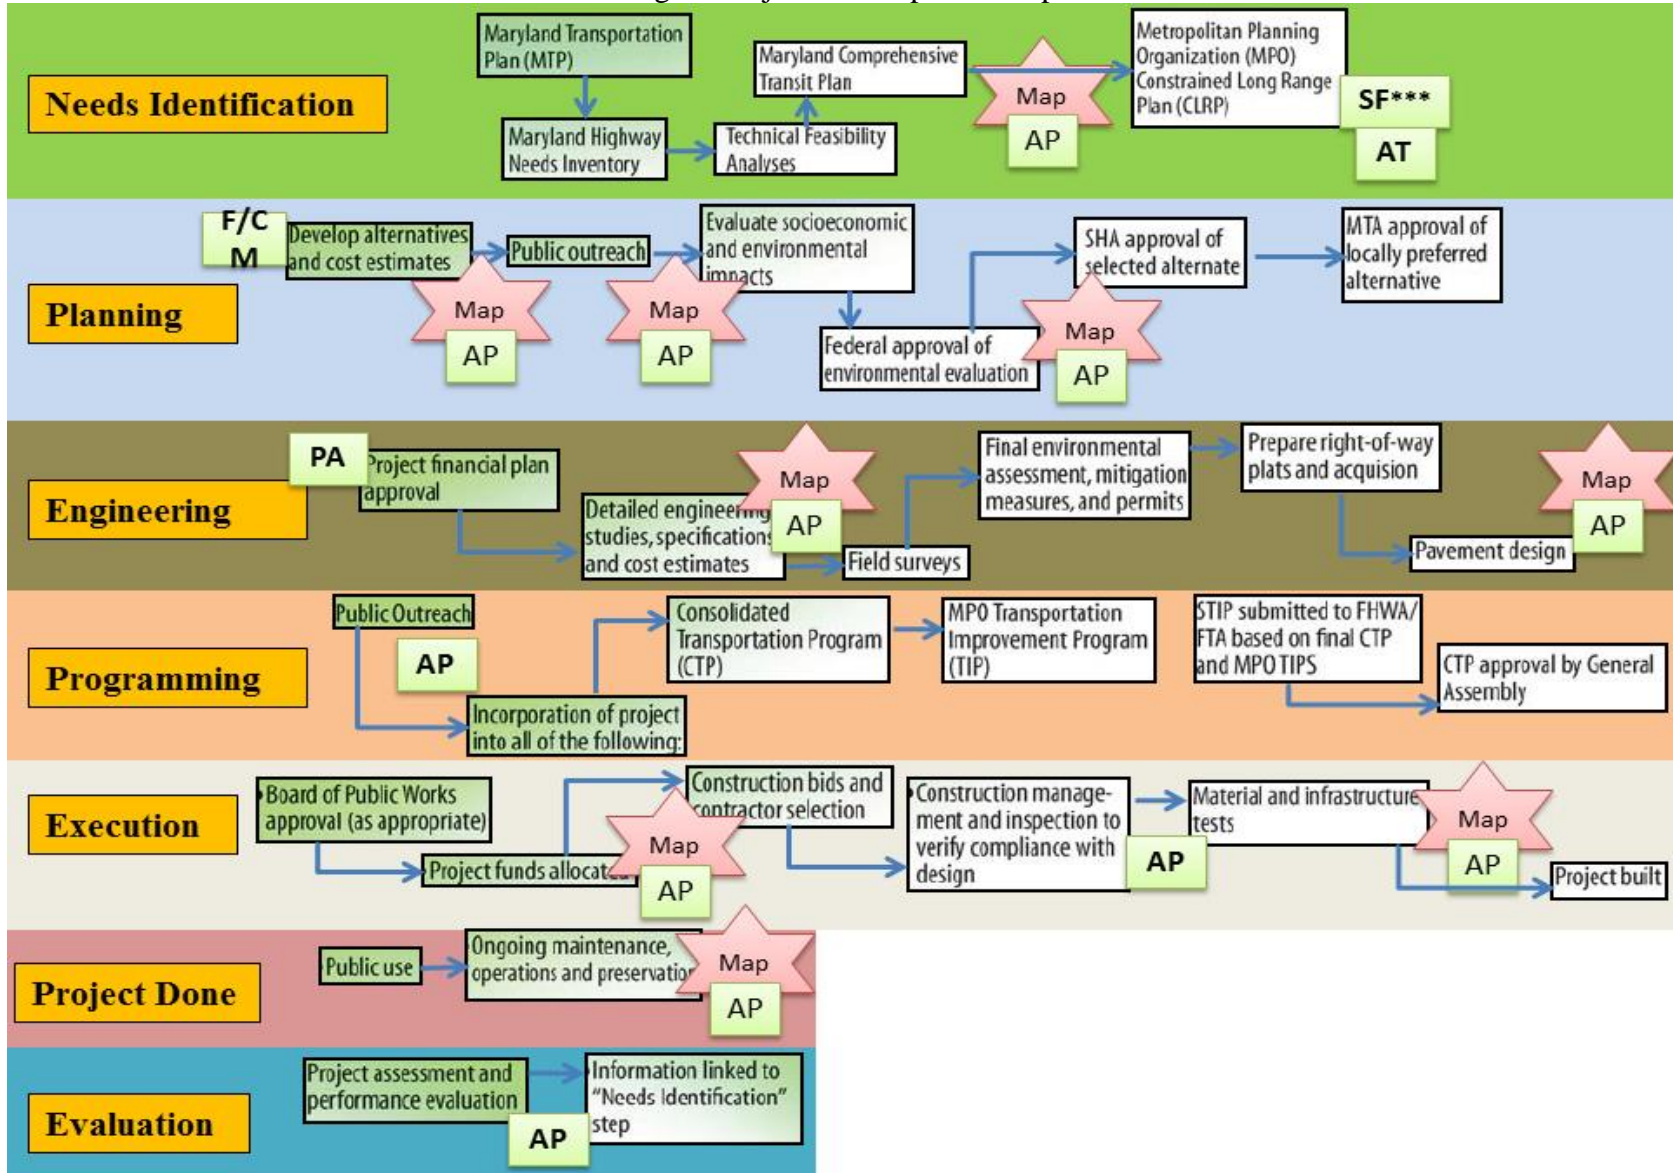 Needs Identification
Maryland Transportation
Plan (MTP)
Maryland Highway
Needs Inventory
Technical Feasibility
Analyses
Maryland Comprehensive
Transit Plan
Map
AP
Metropolitan Planning
Organization (MPO)
Constrained Long Range
Plan (CLRP)
SF***
AT
Planning
F/C
M
Develop alternatives
and cost estimates
Map
AP
Public outreach
Map
AP
Evaluate socioeconomic
and environmental
impacts
Federal approval of
environmental evaluation
Map
AP
SHA approval of
selected alternate
MTA approval of
locally preferred
alternative
Engineering
PA
Project financial plan
approval
Detailed engineering
studies, specifications
and cost estimates
Map
AP
Field surveys
Final environmental
assessment, mitigation
measures, and permits
Prepare right-of-way
plats and acquision
Pavement design
Map
AP
Programming
Public Outreach
AP
Incorporation of project
into all of the following:
Consolidated
Transportation Program
(CTP)
MPO Transportation
Improvement Program
(TIP)
STIP submitted to FHWA/
FTA based on final CTP
and MPO TIPS
CTP approval by General
Assembly
Execution
•Board of Public Works
approval (as appropriate)
Project funds allocated
Map
AP
Construction bids and
contractor selection
•Construction manage-
ment and inspection to
verify compliance with
design
AP
Material and infrastructure
tests
Map
AP
Project built
Project Done
Public use
Ongoing maintenance,
operations and preservation
Map
AP
Evaluation
Project assessment and
performance evaluation
AP
•Information linked to
“Needs Identification”
step